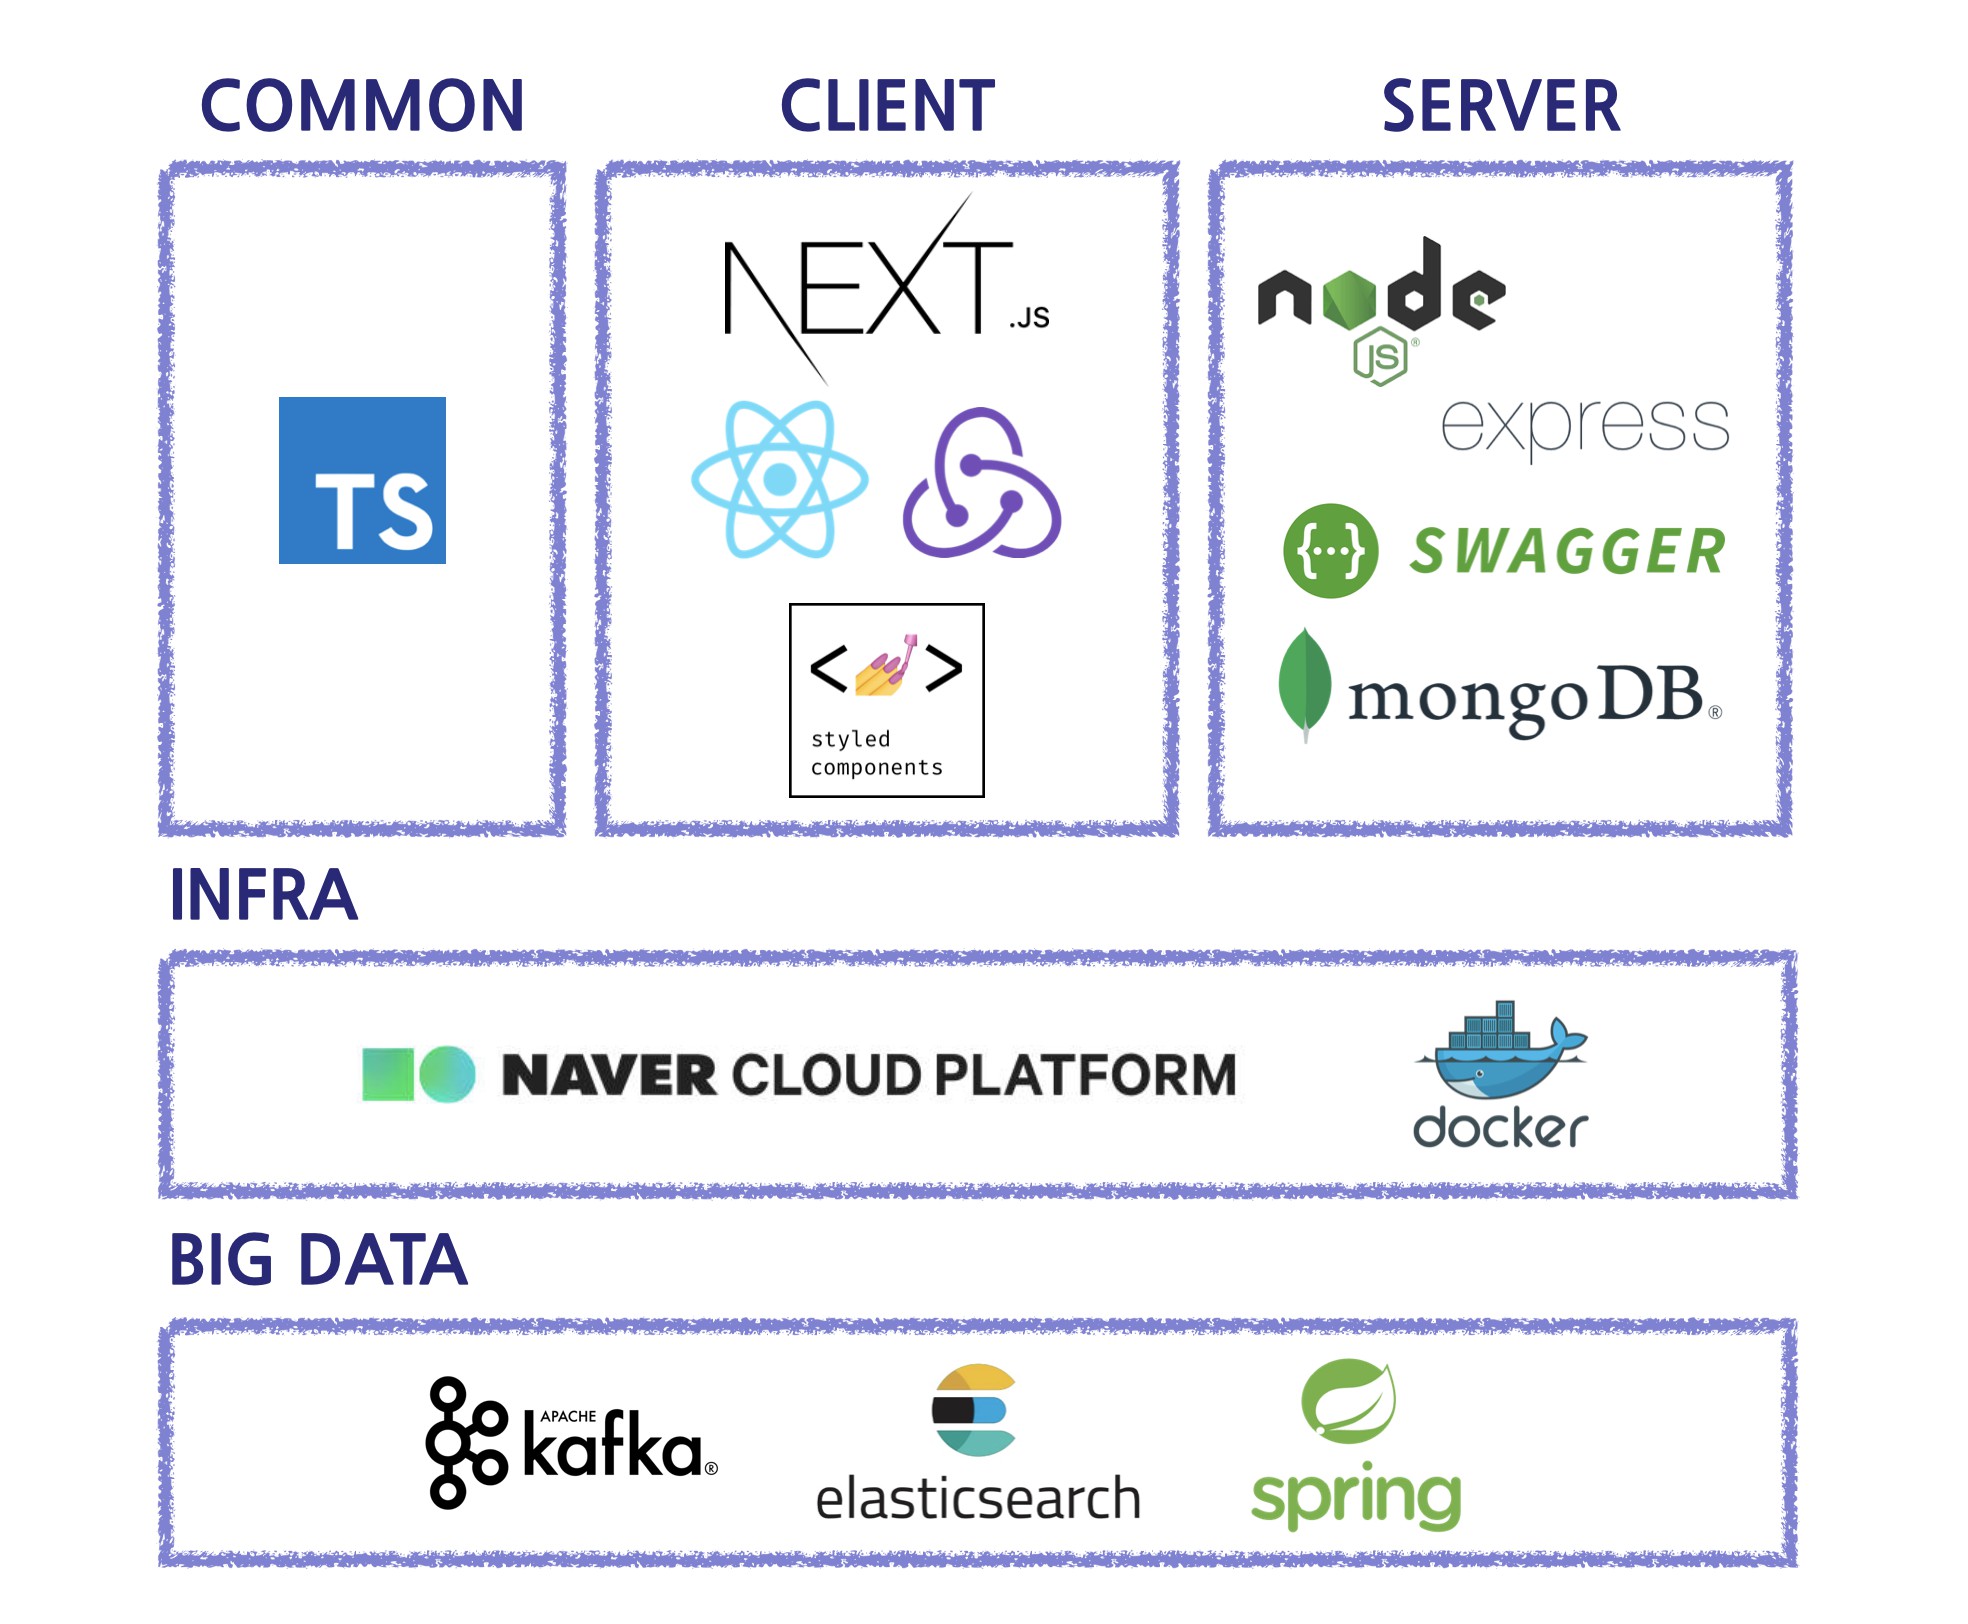 COMMON
CLIENT
SERVER
TS
NEXT.JS
<>
styled
components
node
JS®
express
{···} SWAGGER
mongoDB®
INFRA
NAVER CLOUD PLATFORM
docker
BIG DATA
APACHE
kafka®
elasticsearch
spring